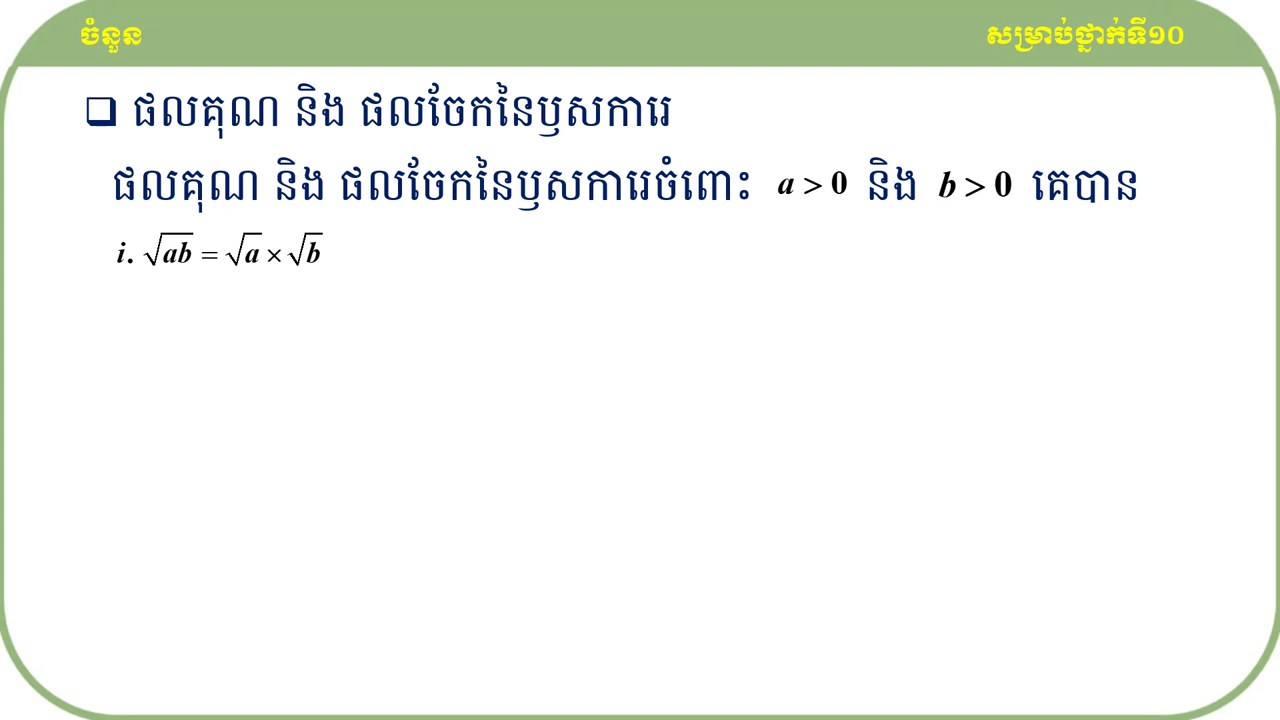 ចំនួន
សម្រាប់ថ្នាក់ទី១០
❑ ផលគុណ និង ផលចែកនៃឫសការេ
ផលគុណ និង ផលចែកនៃឫសការេចំពោះ a > 0 និង b > 0 គេបាន
i. √ab = √a × √b